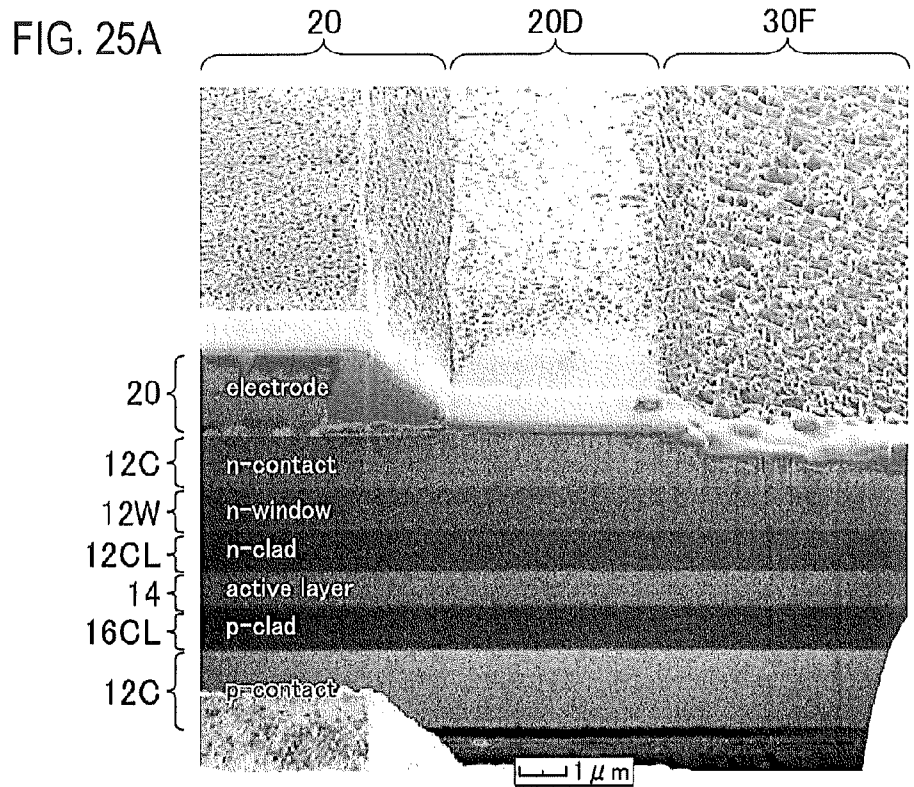 FIG. 25A
20 20D 30F
20 electrode
12C n-contact
12W n-window
12CL n-clad
14 active layer
16CL p-clad
12C p-contact
1 μm